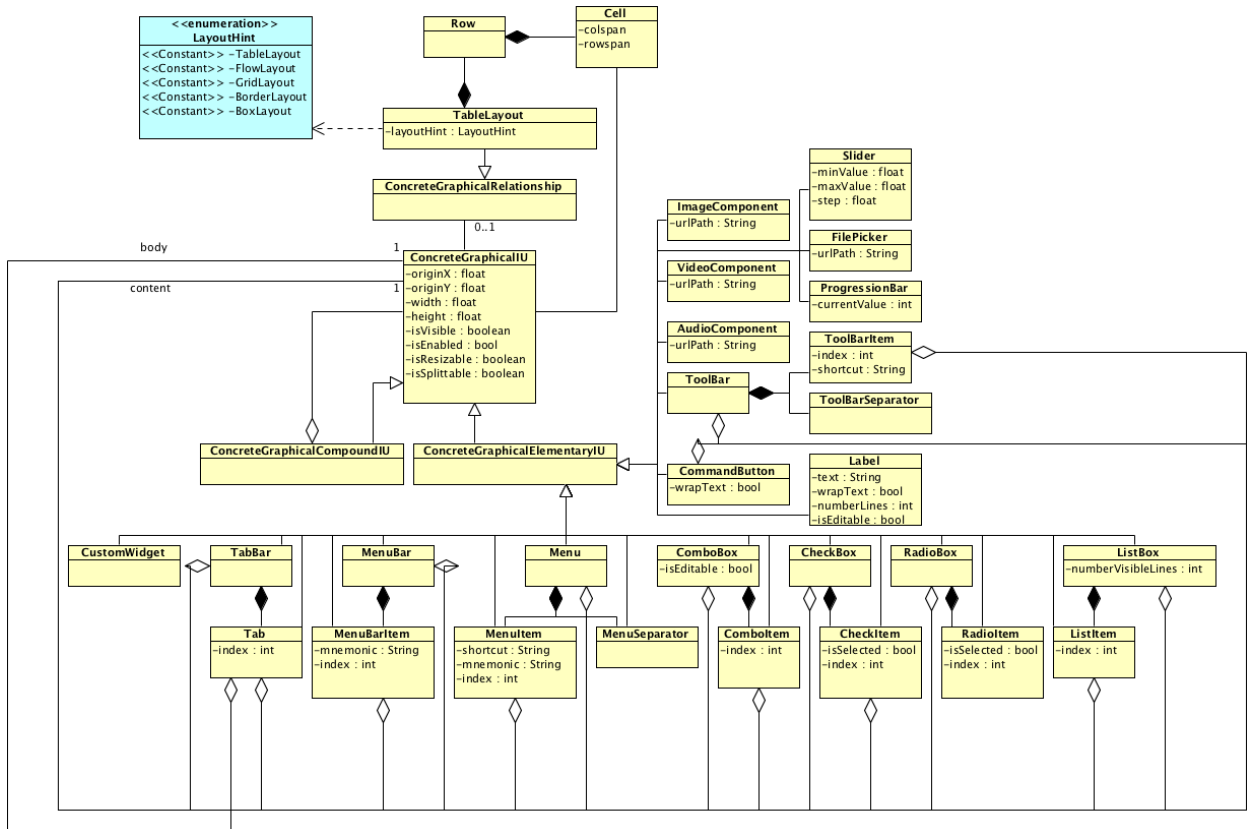 <<enumeration>>
LayoutHint
<<Constant>> -TableLayout
<<Constant>> -FlowLayout
<<Constant>> -GridLayout
<<Constant>> -BorderLayout
<<Constant>> -BoxLayout
Row
Cell
-colspan
-rowspan
TableLayout
-layoutHint : LayoutHint
ConcreteGraphicalRelationship
0..1
body
1
content
1
ConcreteGraphicalIU
-originX : float
-originY : float
-width : float
-height : float
-isVisible : boolean
-isEnabled : bool
-isResizable : boolean
-isSplittable : boolean
ConcreteGraphicalCompoundIU
ConcreteGraphicalElementaryIU
ImageComponent
-urlPath : String
VideoComponent
-urlPath : String
AudioComponent
-urlPath : String
ToolBar
CommandButton
-wrapText : bool
Slider
-minValue : float
-maxValue : float
-step : float
FilePicker
-urlPath : String
ProgressionBar
-currentValue : int
ToolBarItem
-index : int
-shortcut : String
ToolBarSeparator
Label
-text : String
-wrapText : bool
-numberLines : int
-isEditable : bool
CustomWidget
TabBar
MenuBar
Menu
ComboBox
-isEditable : bool
CheckBox
RadioBox
ListBox
-numberVisibleLines : int
Tab
-index : int
MenuBarItem
-mnemonic : String
-index : int
MenuItem
-shortcut : String
-mnemonic : String
-index : int
MenuSeparator
ComboItem
-index : int
CheckItem
-isSelected : bool
-index : int
RadioItem
-isSelected : bool
-index : int
ListItem
-index : int